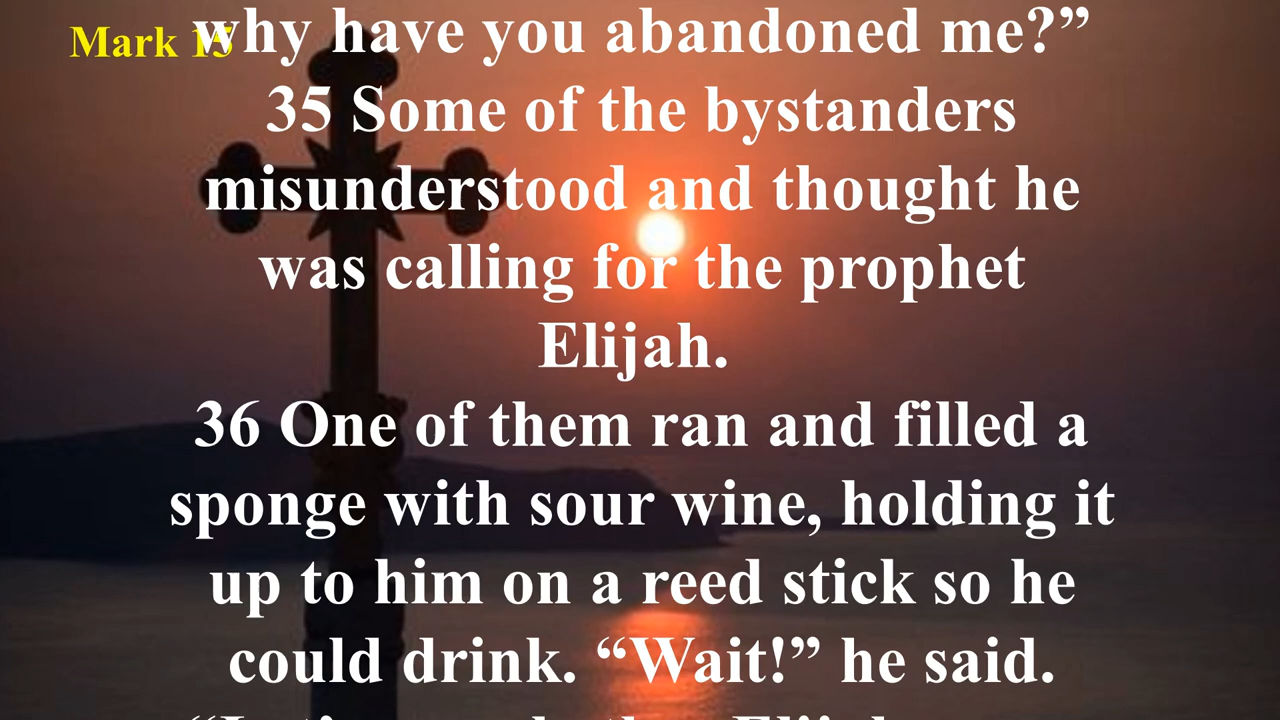 Mark 15
why have you abandoned me?”
35 Some of the bystanders
misunderstood and thought he
was calling for the prophet
Elijah.
36 One of them ran and filled a
sponge with sour wine, holding it
up to him on a reed stick so he
could drink. “Wait!” he said.